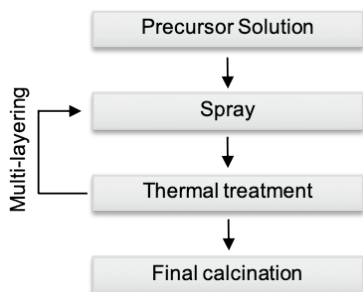 Precursor Solution
Spray
Multi-layering
Thermal treatment
Final calcination